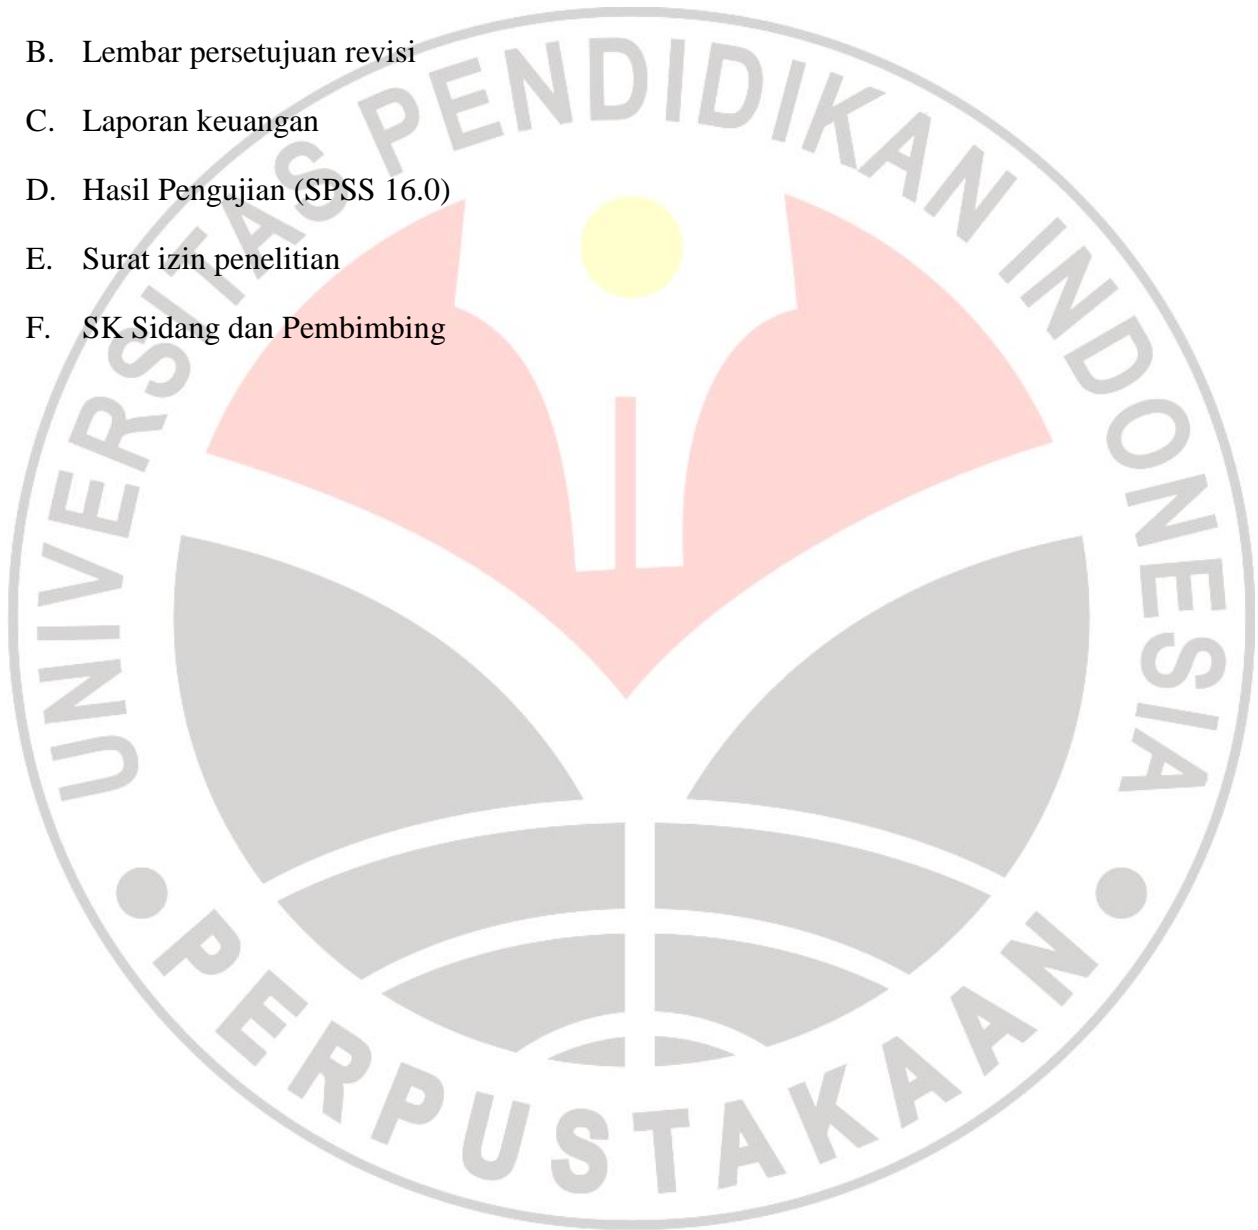 B. Lembar persetujuan revisi
C. Laporan keuangan
D. Hasil Pengujian (SPSS 16.0)
E. Surat izin penelitian
F. SK Sidang dan Pembimbing
UNIVERSITAS PENDIDIKAN INDONESIA
PERPUSTAKAAN